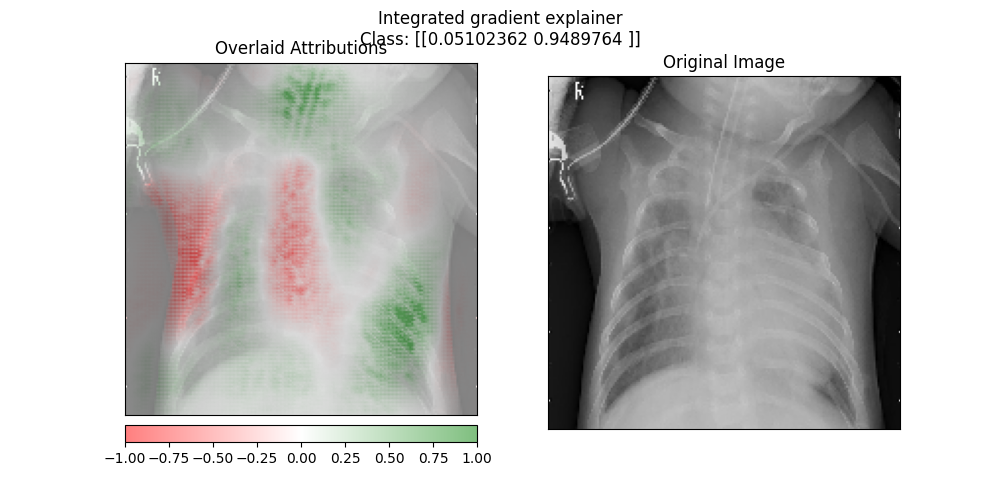 Integrated gradient explainer
Class: [[0.05102362 0.9489764 ]]
Overlaid Attributions
Original Image
R
R
−1.00 −0.75 −0.50 −0.25 0.00 0.25 0.50 0.75 1.00